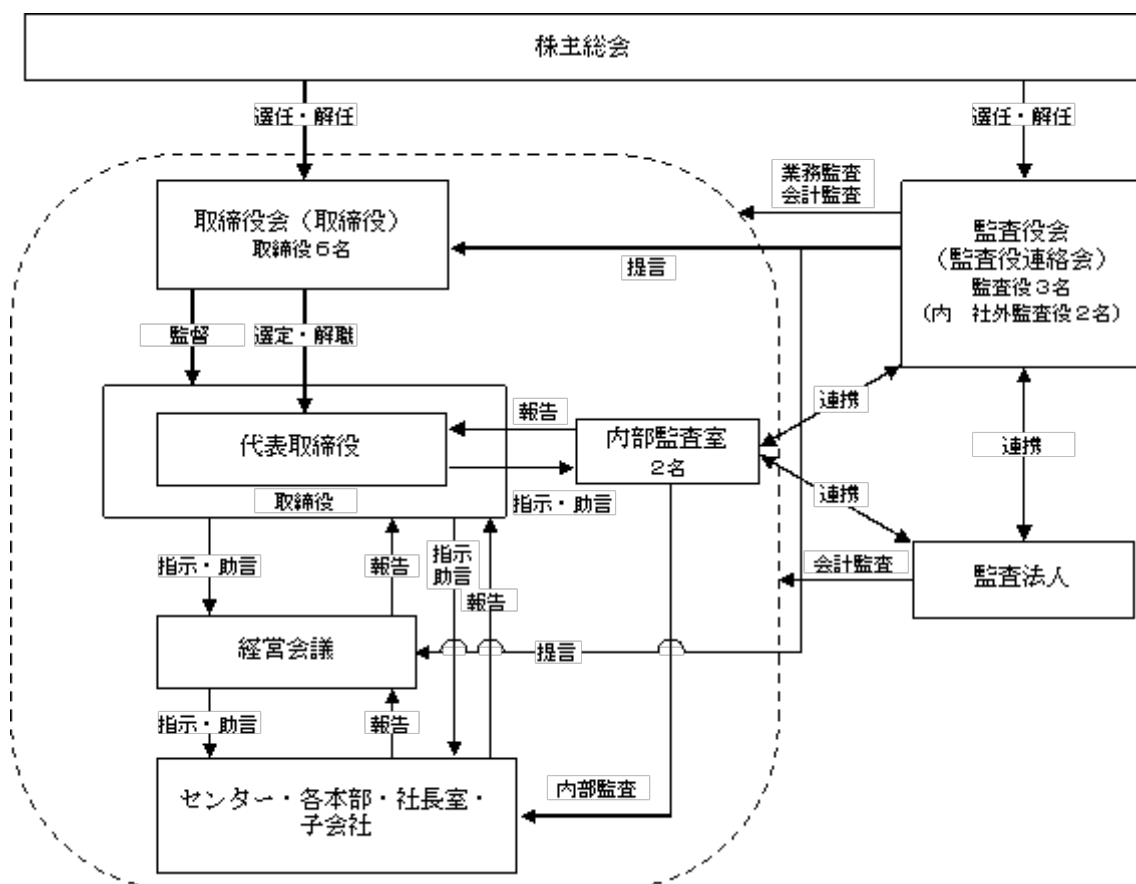 株主総会
選任・解任
選任・解任
業務監査
会計監査
取締役会（取締役）
取締役６名
監査役会
（監査役連絡会）
監査役３名
（内　社外監査役２名）
提言
監督
選定・解職
連携
報告
代表取締役
内部監査室
２名
連携
取締役
指示・助言
連携
指示・助言
報告
指示
助言
報告
会計監査
監査法人
経営会議
提言
指示・助言
報告
センター・各本部・社長室・
子会社
内部監査